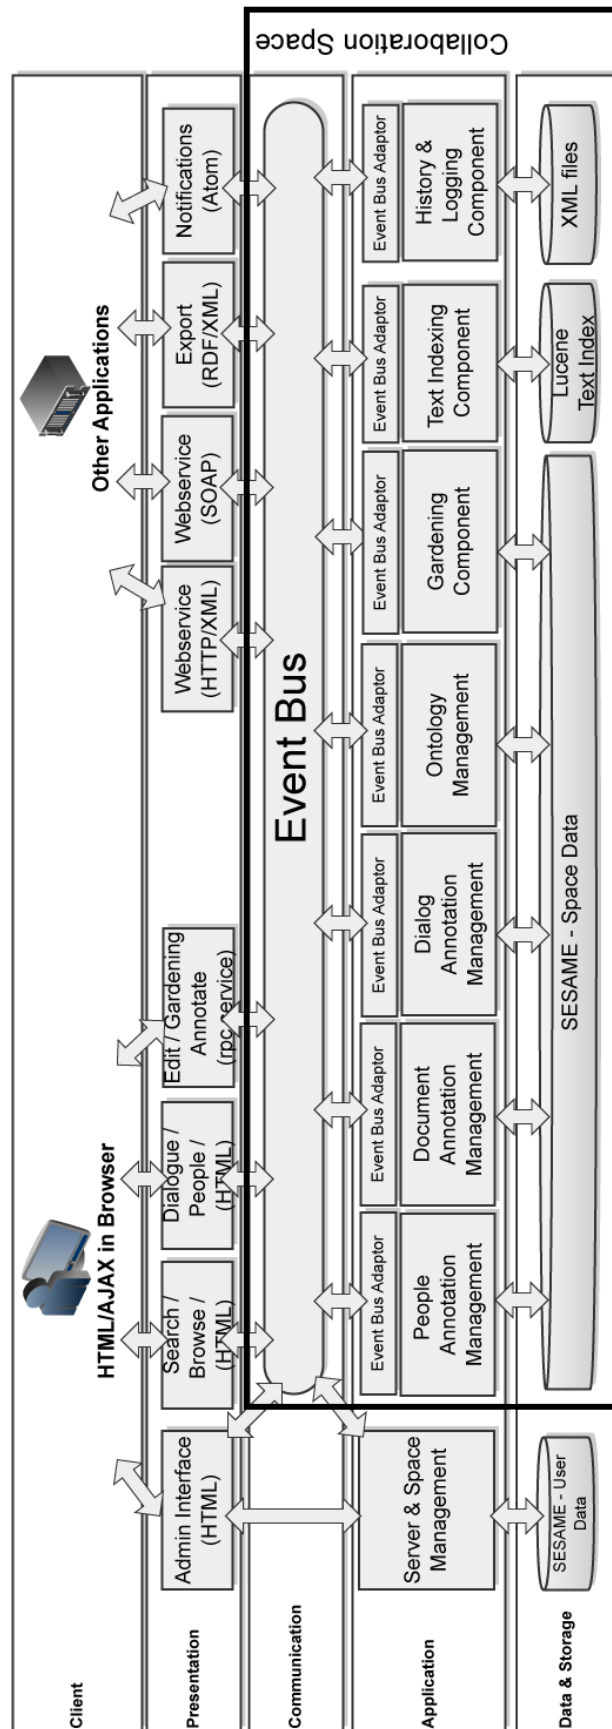 Collaboration Space
Client
HTML/AJAX in Browser
Other Applications
Presentation
Admin Interface
(HTML)
Search /
Browse /
(HTML)
Dialogue /
People /
(HTML)
Edit / Gardening
Annotate
(rpc service)
Webservice
(HTTP/XML)
Webservice
(SOAP)
Export
(RDF/XML)
Notifications
(Atom)
Communication
Event Bus
Application
Server & Space
Management
Event Bus Adaptor
People
Annotation
Management
Event Bus Adaptor
Document
Annotation
Management
Event Bus Adaptor
Dialog
Annotation
Management
Event Bus Adaptor
Ontology
Management
Event Bus Adaptor
Gardening
Component
Event Bus Adaptor
Text Indexing
Component
Event Bus Adaptor
History &
Logging
Component
Data & Storage
SESAME - User
Data
SESAME - Space Data
Lucene
Text Index
XML files